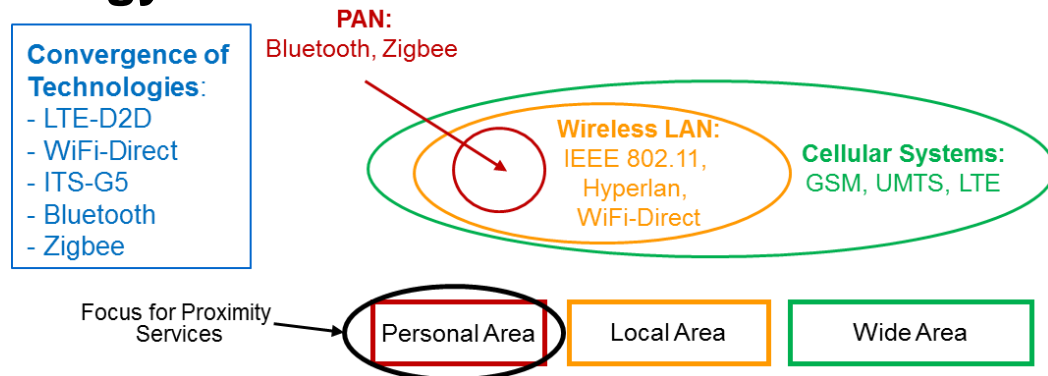 PAN:
Bluetooth, Zigbee
Convergence of
Technologies:
- LTE-D2D
- WiFi-Direct
- ITS-G5
- Bluetooth
- Zigbee
Wireless LAN:
IEEE 802.11,
Hyperlan,
WiFi-Direct
Cellular Systems:
GSM, UMTS, LTE
Focus for Proximity
Services
Personal Area
Local Area
Wide Area